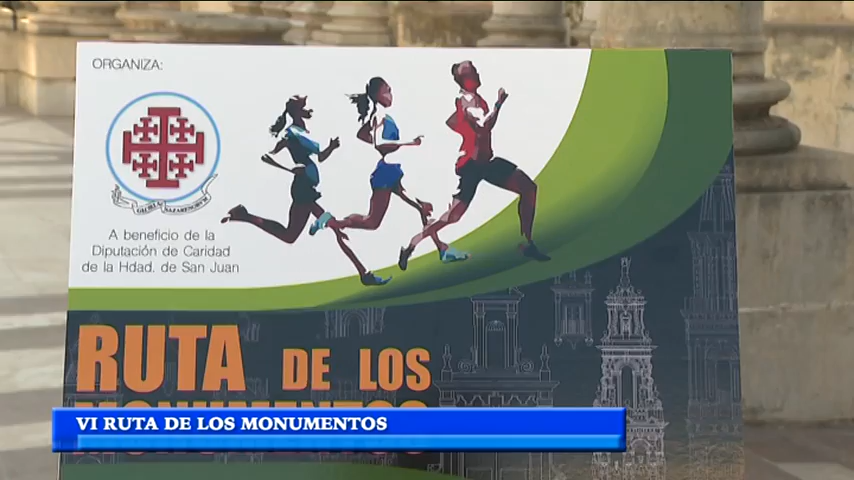 ORGANIZA:
A beneficio de la
Diputación de Caridad
de la Hdad. de San Juan
RUTA DE LOS
MONUMENTOS
VI RUTA DE LOS MONUMENTOS